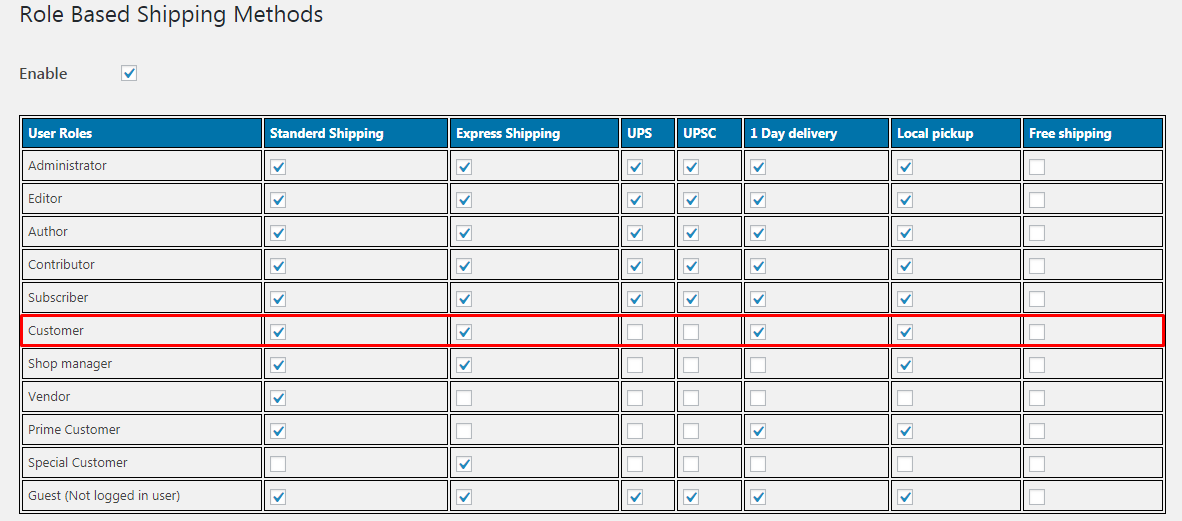 Role Based Shipping Methods
Enable
User Roles Standerd Shipping Express Shipping UPS UPSC 1 Day delivery Local pickup Free shipping
Administrator
Editor
Author
Contributor
Subscriber
Customer
Shop manager
Vendor
Prime Customer
Special Customer
Guest (Not logged in user)